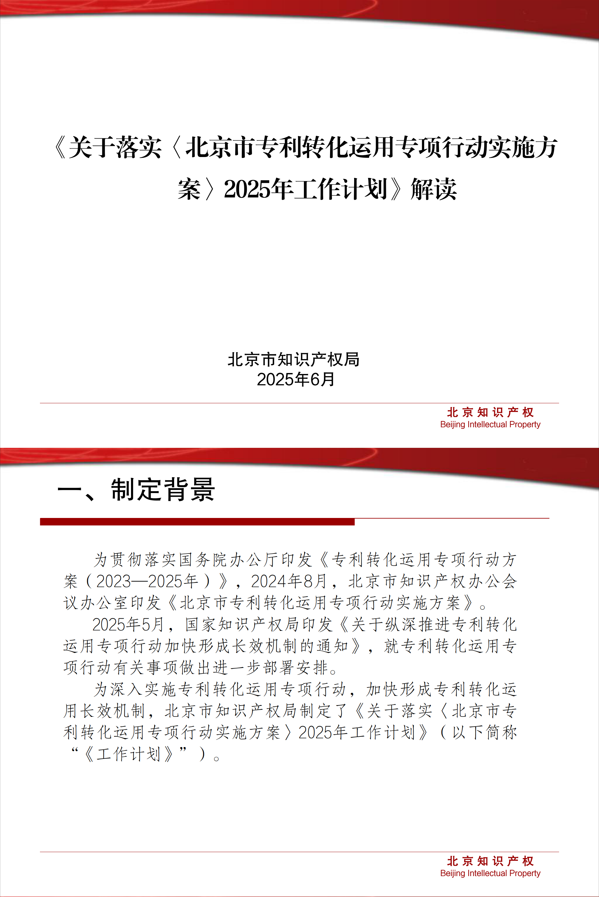 《关于落实〈北京市专利转化运用专项行动实施方
案〉2025年工作计划》解读
北京市知识产权局
2025年6月
北京知识产权
Beijing Intellectual Property
一、制定背景
为贯彻落实国务院办公厅印发《专利转化运用专项行动方
案（2023—2025年）》，2024年8月，北京市知识产权办公会
议办公室印发《北京市专利转化运用专项行动实施方案》。
2025年5月，国家知识产权局印发《关于纵深推进专利转化
运用专项行动加快形成长效机制的通知》，就专利转化运用专
项行动有关事项做出进一步部署安排。
为深入实施专利转化运用专项行动，加快形成专利转化运
用长效机制，北京市知识产权局制定了《关于落实〈北京市专
利转化运用专项行动实施方案〉2025年工作计划》（以下简称
“《工作计划》”）。
北京知识产权
Beijing Intellectual Property